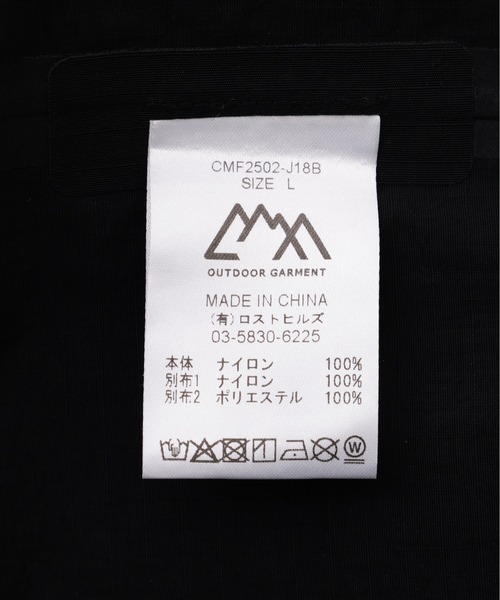 CMF2502-J18B
SIZE L
OUTDOOR GARMENT
MADE IN CHINA
(有)ロストヒルズ
03-5830-6225
本体 ナイロン 100%
別布1 ナイロン 100%
別布2 ポリエステル 100%
W